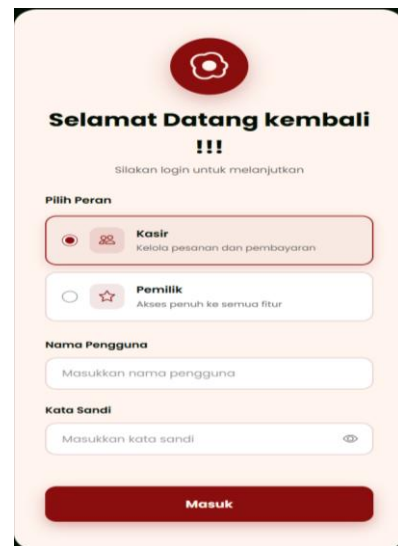 Selamat Datang kembali
!!!
Silakan login untuk melanjutkan
Pilih Peran
Kasir
Kelola pesanan dan pembayaran
Pemilik
Akses penuh ke semua fitur
Nama Pengguna
Masukkan nama pengguna
Kata Sandi
Masukkan kata sandi
Masuk